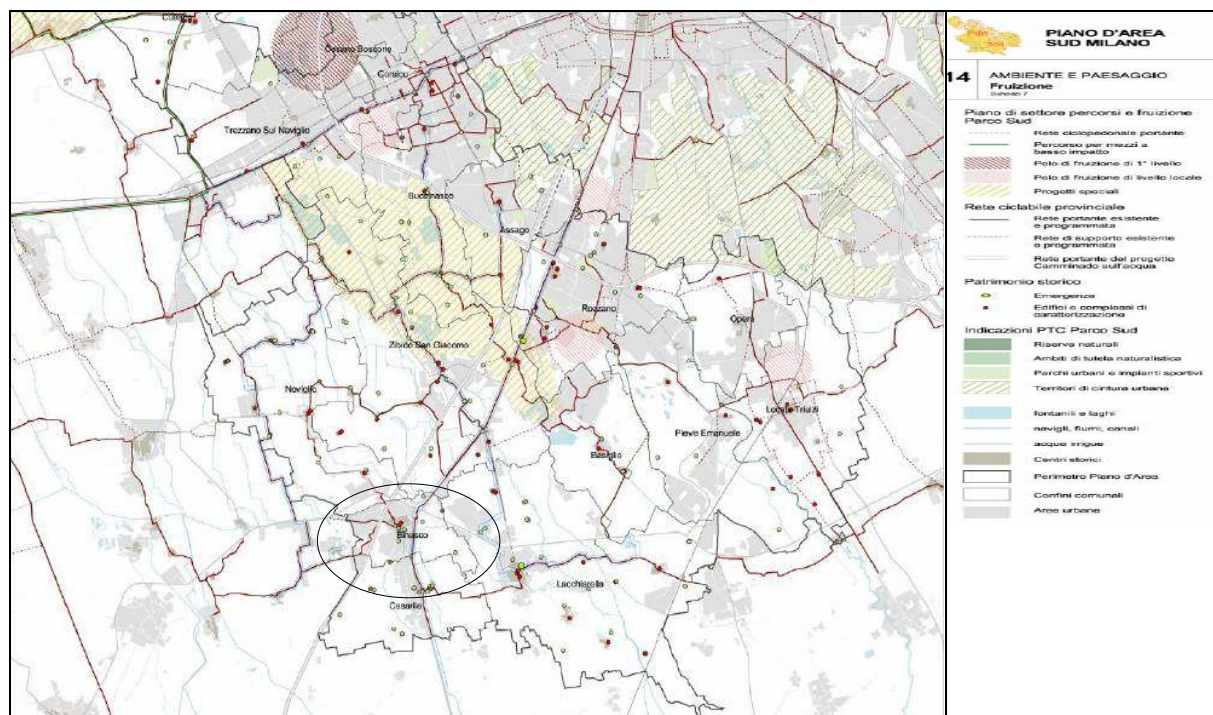 Cusago
Cesano Boscone
Corsico
Trezzano Sul Naviglio
Buccinasco
Assago
Rozzano
Opera
Zibido San Giacomo
Noviglio
Locate Triulzi
Pieve Emanuele
Basiglio
Binasco
Lacchiarella
Casarile
PIANO D'AREA
SUD MILANO
14
AMBIENTE E PAESAGGIO
Fruizione
Scheda 7
Piano di settore percorsi e fruizione
Parco Sud
Rete ciclopedonale portante
Percorso per mezzi a
basso impatto
Polo di fruizione di 1° livello
Polo di fruizione di livello locale
Progetti speciali
Rete ciclabile provinciale
Rete portante esistente
e programmata
Rete di supporto esistente
e programmata
Rete portante del progetto
Camminado sull'acqua
Patrimonio storico
Emergenze
Edifici e complessi di
caratterizzazione
Indicazioni PTC Parco Sud
Riserve naturali
Ambiti di tutela naturalistica
Parchi urbani e impianti sportivi
Territori di cintura urbana
fontanili e laghi
navigli, fiumi, canali
acque irrigue
Centri storici
Perimetro Piano d'Area
Confini comunali
Aree urbane